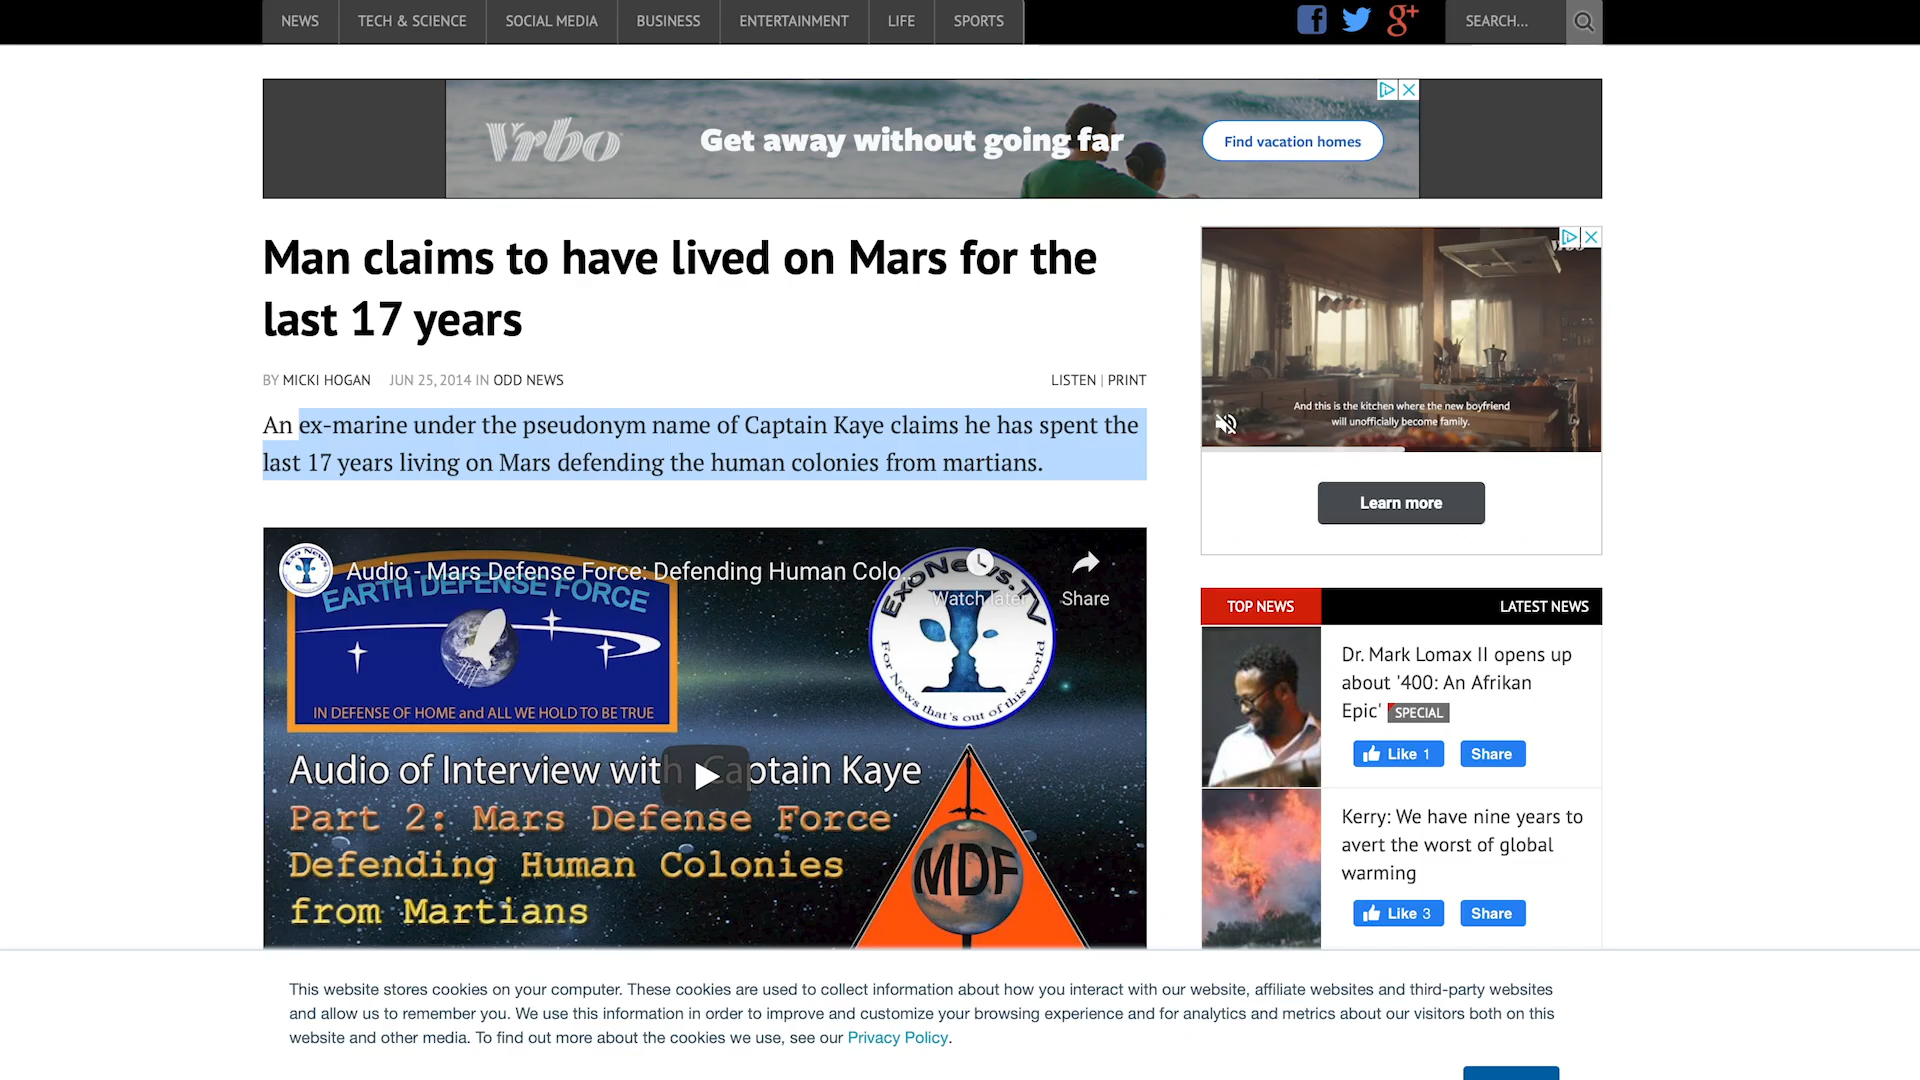 NEWS TECH & SCIENCE SOCIAL MEDIA BUSINESS ENTERTAINMENT LIFE SPORTS SEARCH...
Vrbo Get away without going far Find vacation homes
Man claims to have lived on Mars for the
last 17 years
BY MICKI HOGAN JUN 25, 2014 IN ODD NEWS LISTEN | PRINT
An ex-marine under the pseudonym name of Captain Kaye claims he has spent the
last 17 years living on Mars defending the human colonies from martians.
Exo News
Audio - Mars Defense Force: Defending Human Colo...
Watch later Share
EARTH DEFENSE FORCE
IN DEFENSE OF HOME and ALL WE HOLD TO BE TRUE
ExoNews.TV
For News that's out of this world
Audio of Interview with Captain Kaye
Part 2: Mars Defense Force
Defending Human Colonies
from Martians
MDF
And this is the kitchen where the new boyfriend
will unofficially become family.
Learn more
TOP NEWS LATEST NEWS
Dr. Mark Lomax II opens up
about '400: An Afrikan
Epic' SPECIAL
Like 1 Share
Kerry: We have nine years to
avert the worst of global
warming
Like 3 Share
This website stores cookies on your computer. These cookies are used to collect information about how you interact with our website, affiliate websites and third-party websites
and allow us to remember you. We use this information in order to improve and customize your browsing experience and for analytics and metrics about our visitors both on this
website and other media. To find out more about the cookies we use, see our Privacy Policy.